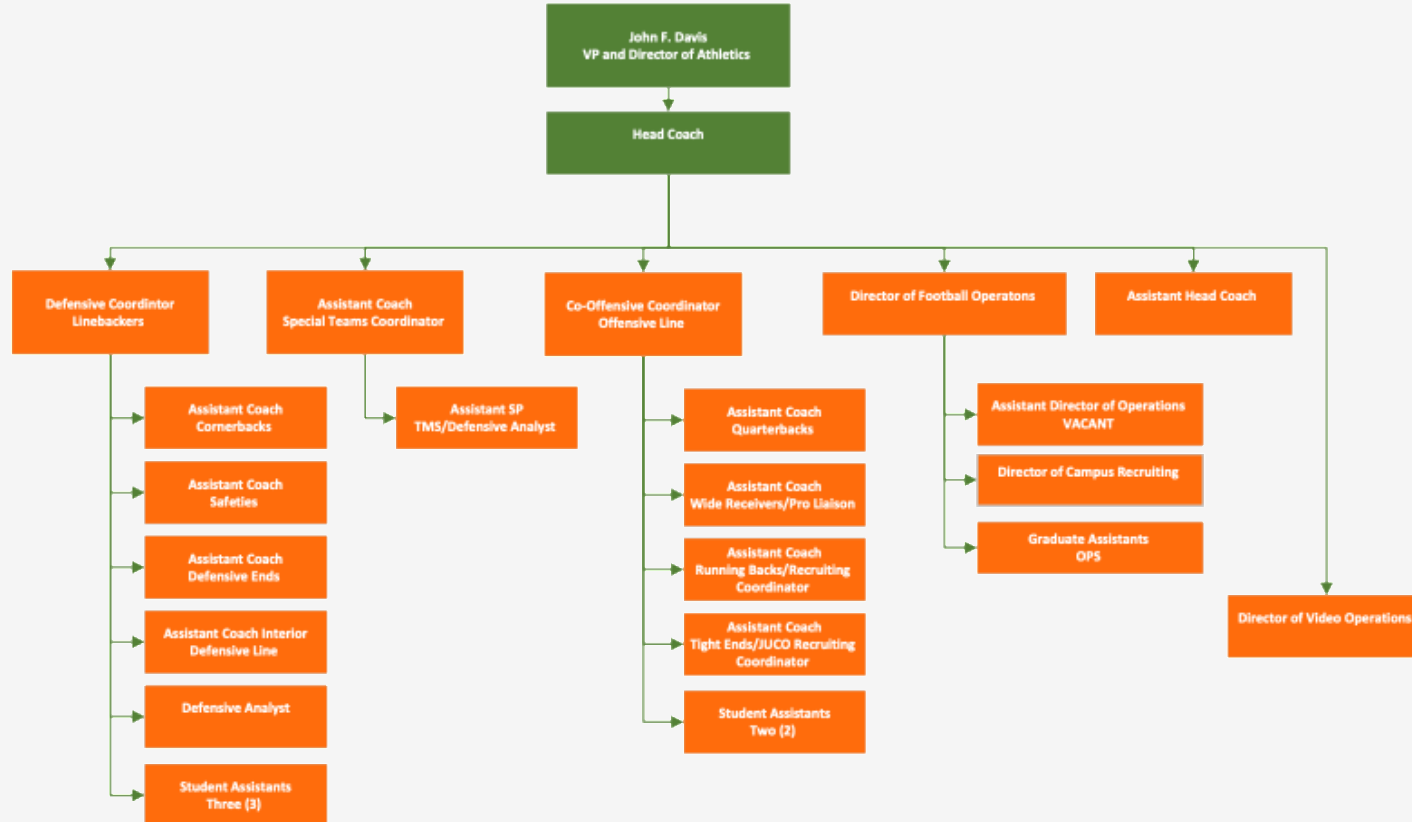 John F. Davis
VP and Director of Athletics
Head Coach
Defensive Coordintor
Linebackers
Assistant Coach
Special Teams Coordinator
Co-Offensive Coordinator
Offensive Line
Director of Football Operatons
Assistant Head Coach
Assistant Coach
Cornerbacks
Assistant Coach
Safeties
Assistant Coach
Defensive Ends
Assistant Coach Interior
Defensive Line
Defensive Analyst
Student Assistants
Three (3)
Assistant SP
TMS/Defensive Analyst
Assistant Coach
Quarterbacks
Assistant Coach
Wide Receivers/Pro Liaison
Assistant Coach
Running Backs/Recruiting
Coordinator
Assistant Coach
Tight Ends/JUCO Recruiting
Coordinator
Student Assistants
Two (2)
Assistant Director of Operations
VACANT
Director of Campus Recruiting
Graduate Assistants
OPS
Director of Video Operations